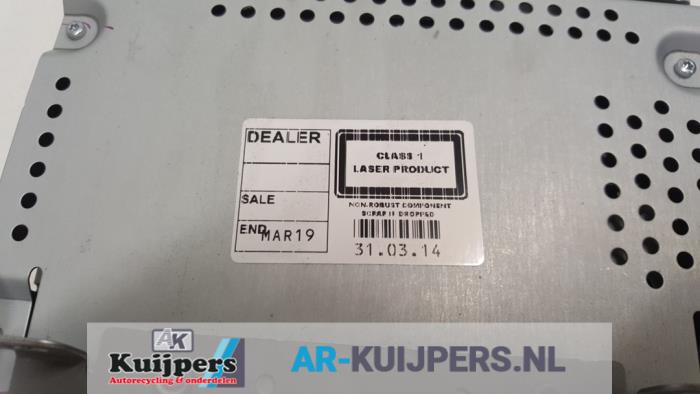 DEALER
SALE
END MAR19
CLASS 1
LASER PRODUCT
NON-ROBUST COMPONENT
SCRAP IF DROPPED
31.03.14
AK
Kuijpers
Autorecycling & onderdelen
AR-KUIJPERS.NL